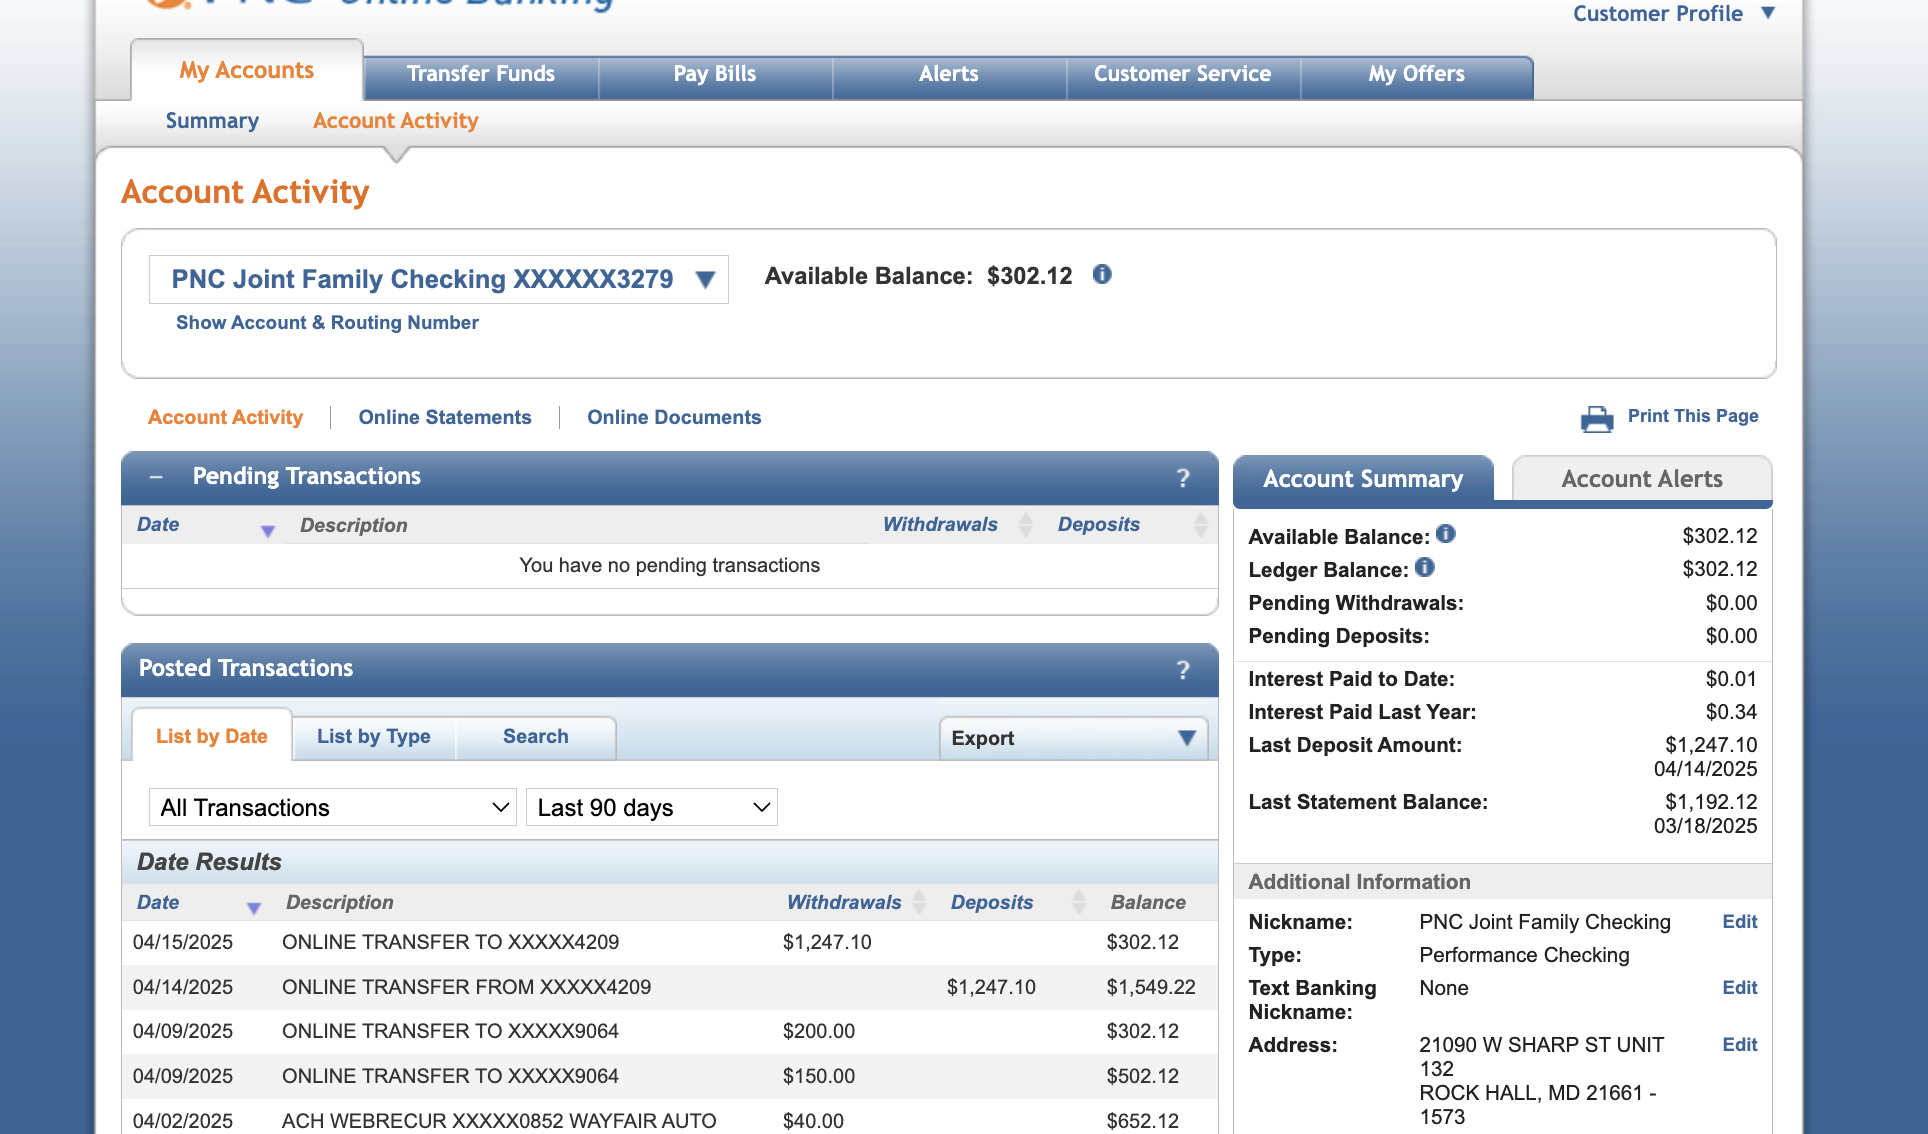 PNC Online Banking
Customer Profile
My Accounts Transfer Funds Pay Bills Alerts Customer Service My Offers
Summary Account Activity
Account Activity
PNC Joint Family Checking XXXXXX3279 Available Balance: $302.12
Show Account & Routing Number
Account Activity Online Statements Online Documents Print This Page
– Pending Transactions ?
Date Description Withdrawals Deposits
You have no pending transactions
Posted Transactions ?
List by Date List by Type Search Export
All Transactions Last 90 days
Date Results
Date Description Withdrawals Deposits Balance
04/15/2025 ONLINE TRANSFER TO XXXXX4209 $1,247.10 $302.12
04/14/2025 ONLINE TRANSFER FROM XXXXX4209 $1,247.10 $1,549.22
04/09/2025 ONLINE TRANSFER TO XXXXX9064 $200.00 $302.12
04/09/2025 ONLINE TRANSFER TO XXXXX9064 $150.00 $502.12
04/02/2025 ACH WEBRECUR XXXXX0852 WAYFAIR AUTO $40.00 $652.12
Account Summary Account Alerts
Available Balance: $302.12
Ledger Balance: $302.12
Pending Withdrawals: $0.00
Pending Deposits: $0.00
Interest Paid to Date: $0.01
Interest Paid Last Year: $0.34
Last Deposit Amount: $1,247.10
04/14/2025
Last Statement Balance: $1,192.12
03/18/2025
Additional Information
Nickname: PNC Joint Family Checking Edit
Type: Performance Checking
Text Banking None Edit
Nickname:
Address: 21090 W SHARP ST UNIT Edit
132
ROCK HALL, MD 21661 -
1573